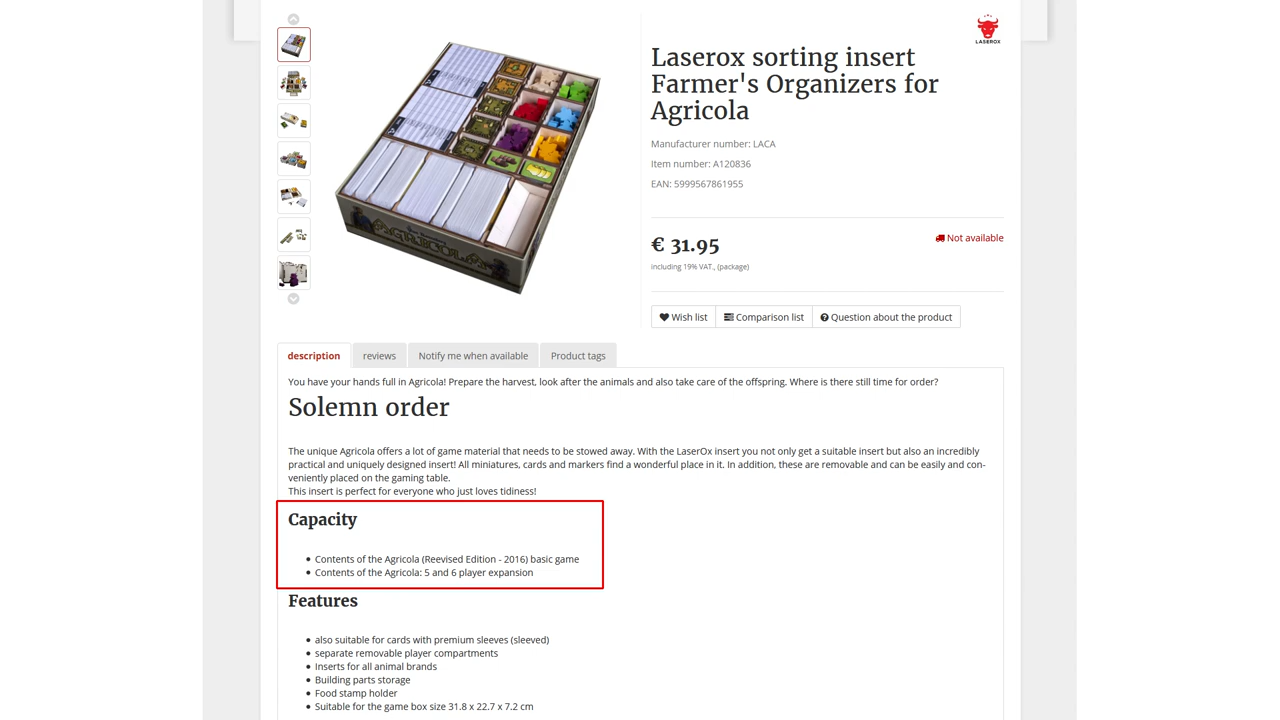 LASEROX
Laserox sorting insert
Farmer's Organizers for
Agricola
Manufacturer number: LACA
Item number: A120836
EAN: 5999567861955
€ 31.95
Not available
including 19% VAT., (package)
Wish list
Comparison list
Question about the product
description
reviews
Notify me when available
Product tags
You have your hands full in Agricola! Prepare the harvest, look after the animals and also take care of the offspring. Where is there still time for order?
Solemn order
The unique Agricola offers a lot of game material that needs to be stowed away. With the LaserOx insert you not only get a suitable insert but also an incredibly
practical and uniquely designed insert! All miniatures, cards and markers find a wonderful place in it. In addition, these are removable and can be easily and con-
veniently placed on the gaming table.
This insert is perfect for everyone who just loves tidiness!
Capacity
Contents of the Agricola (Reevised Edition - 2016) basic game
Contents of the Agricola: 5 and 6 player expansion
Features
also suitable for cards with premium sleeves (sleeved)
separate removable player compartments
Inserts for all animal brands
Building parts storage
Food stamp holder
Suitable for the game box size 31.8 x 22.7 x 7.2 cm